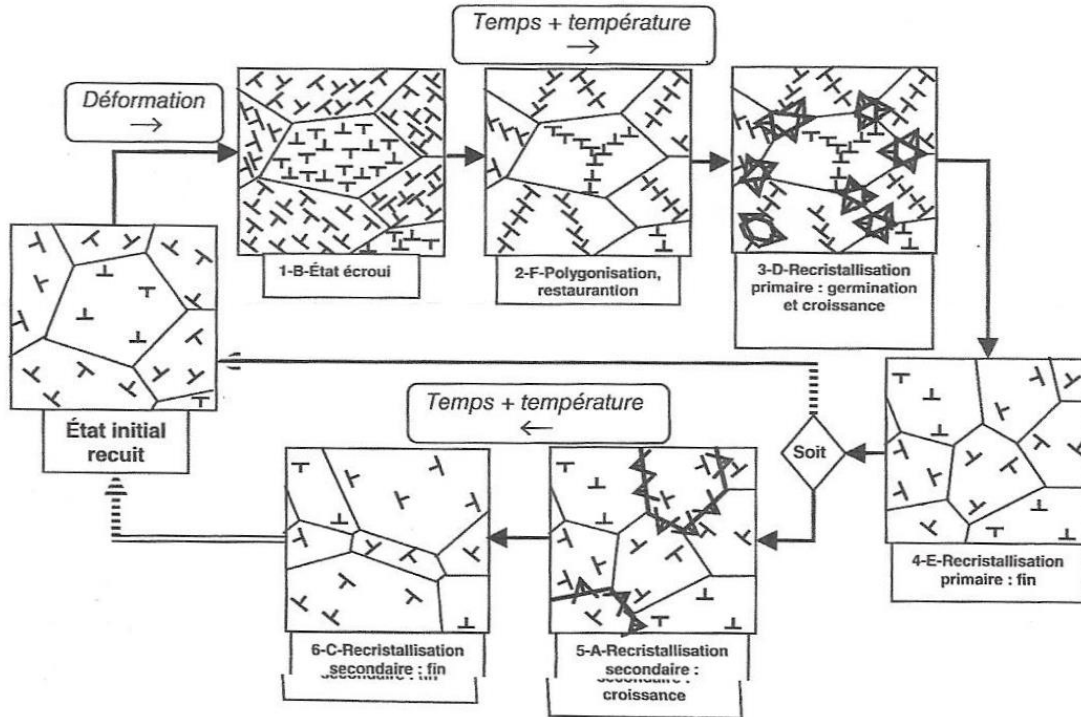 Temps + température
→
Déformation
→
1-B-État écroui
2-F-Polygonisation,
restaurantion
3-D-Recristallisation
primaire : germination
et croissance
État initial
recuit
Temps + température
←
Soit
4-E-Recristallisation
primaire : fin
6-C-Recristallisation
secondaire : fin
5-A-Recristallisation
secondaire :
croissance